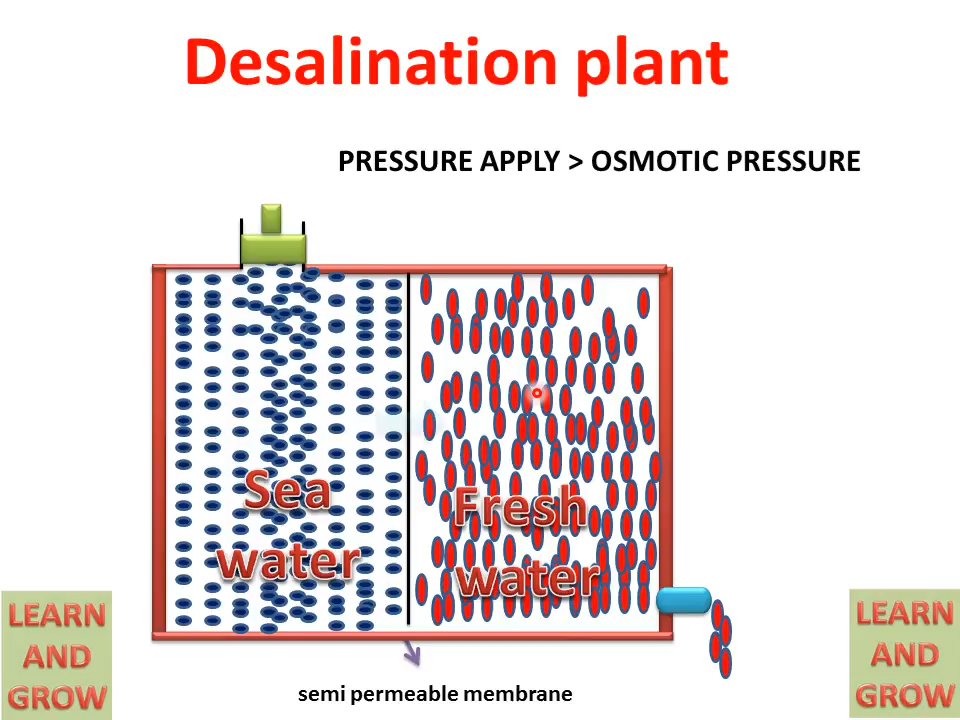 Desalination plant
PRESSURE APPLY > OSMOTIC PRESSURE
Sea
water
Fresh
water
LEARN
AND
GROW
semi permeable membrane
LEARN
AND
GROW